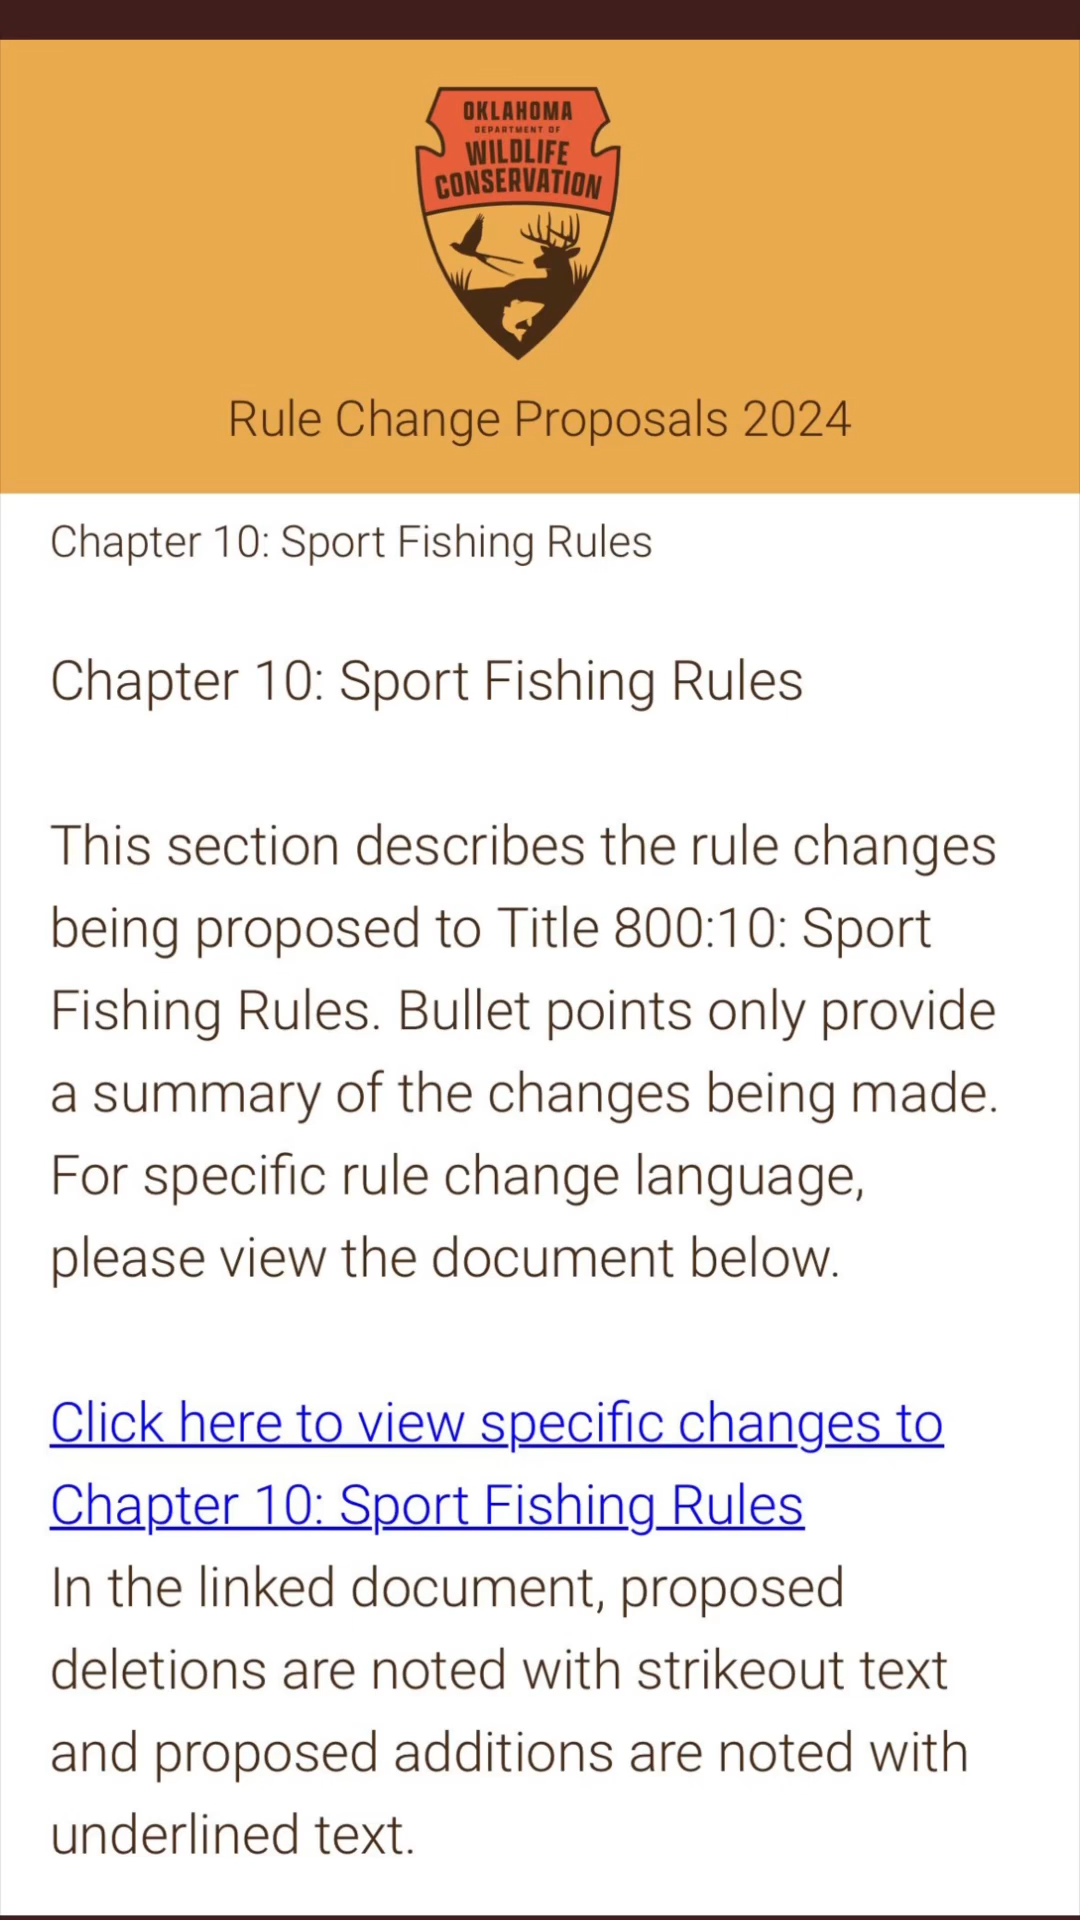 OKLAHOMA
DEPARTMENT OF
WILDLIFE
CONSERVATION
Rule Change Proposals 2024
Chapter 10: Sport Fishing Rules
Chapter 10: Sport Fishing Rules
This section describes the rule changes
being proposed to Title 800:10: Sport
Fishing Rules. Bullet points only provide
a summary of the changes being made.
For specific rule change language,
please view the document below.
Click here to view specific changes to
Chapter 10: Sport Fishing Rules
In the linked document, proposed
deletions are noted with strikeout text
and proposed additions are noted with
underlined text.